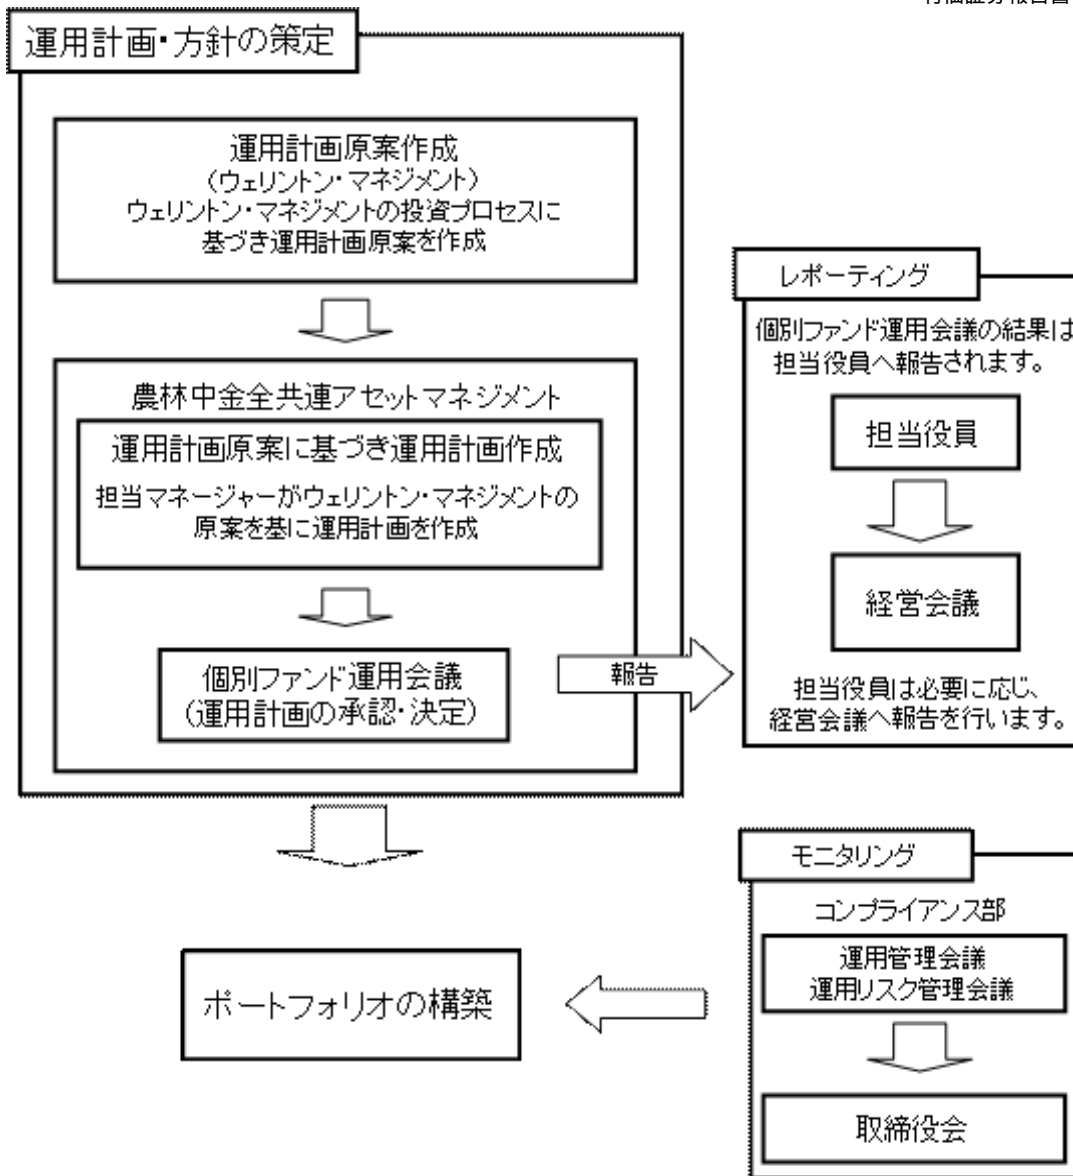 運用計画・方針の策定
運用計画原案作成
(ウェリントン・マネジメント)
ウェリントン・マネジメントの投資プロセスに
基づき運用計画原案を作成
農林中金全共連アセットマネジメント
運用計画原案に基づき運用計画作成
担当マネージャーがウェリントン・マネジメントの
原案を基に運用計画を作成
個別ファンド運用会議
(運用計画の承認・決定)
報告
レポーティング
個別ファンド運用会議の結果は
担当役員へ報告されます。
担当役員
経営会議
担当役員は必要に応じ、
経営会議へ報告を行います。
ポートフォリオの構築
モニタリング
コンプライアンス部
運用管理会議
運用リスク管理会議
取締役会